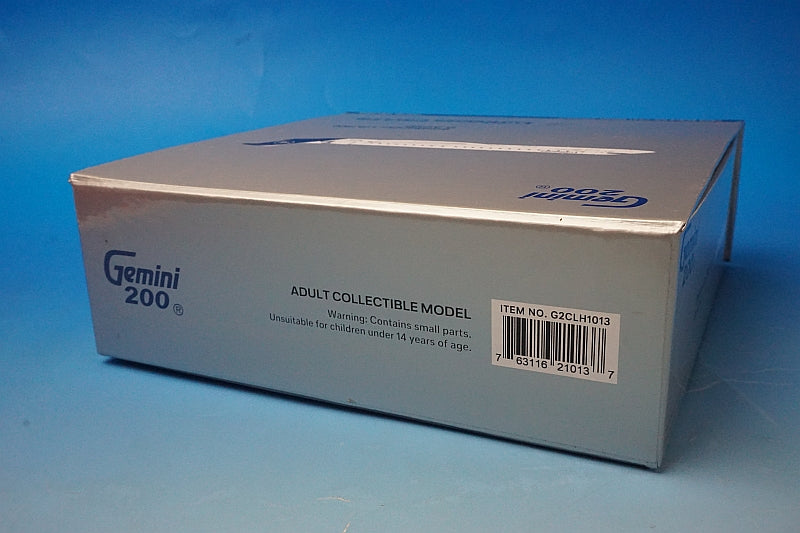 Gemini
200®
Gemini
200®
ADULT COLLECTIBLE MODEL
Warning: Contains small parts.
Unsuitable for children under 14 years of age.
ITEM NO. G2CLH1013
7 63116 21013 7